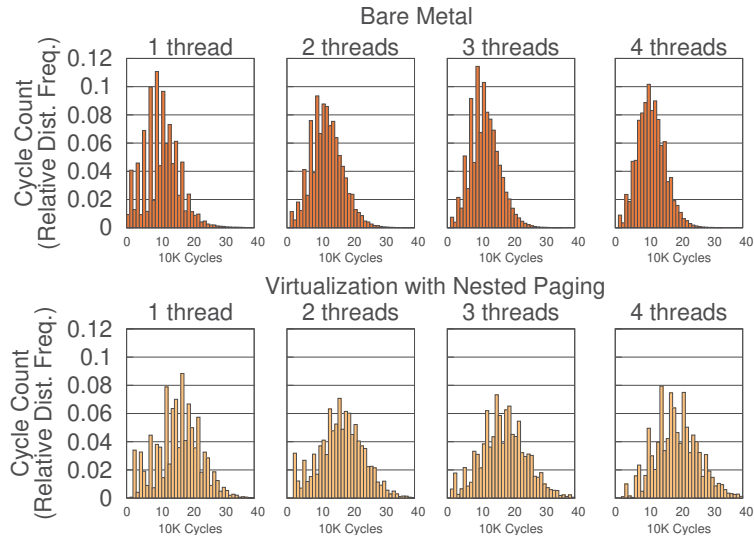 Bare Metal
1 thread
2 threads
3 threads
4 threads
Cycle Count
(Relative Dist. Freq.)
0.12
0.1
0.08
0.06
0.04
0.02
0
0 10 20 30 40
0 10 20 30 40
0 10 20 30 40
0 10 20 30 40
10K Cycles
10K Cycles
10K Cycles
10K Cycles
Virtualization with Nested Paging
1 thread
2 threads
3 threads
4 threads
Cycle Count
(Relative Dist. Freq.)
0.12
0.1
0.08
0.06
0.04
0.02
0
0 10 20 30 40
0 10 20 30 40
0 10 20 30 40
0 10 20 30 40
10K Cycles
10K Cycles
10K Cycles
10K Cycles